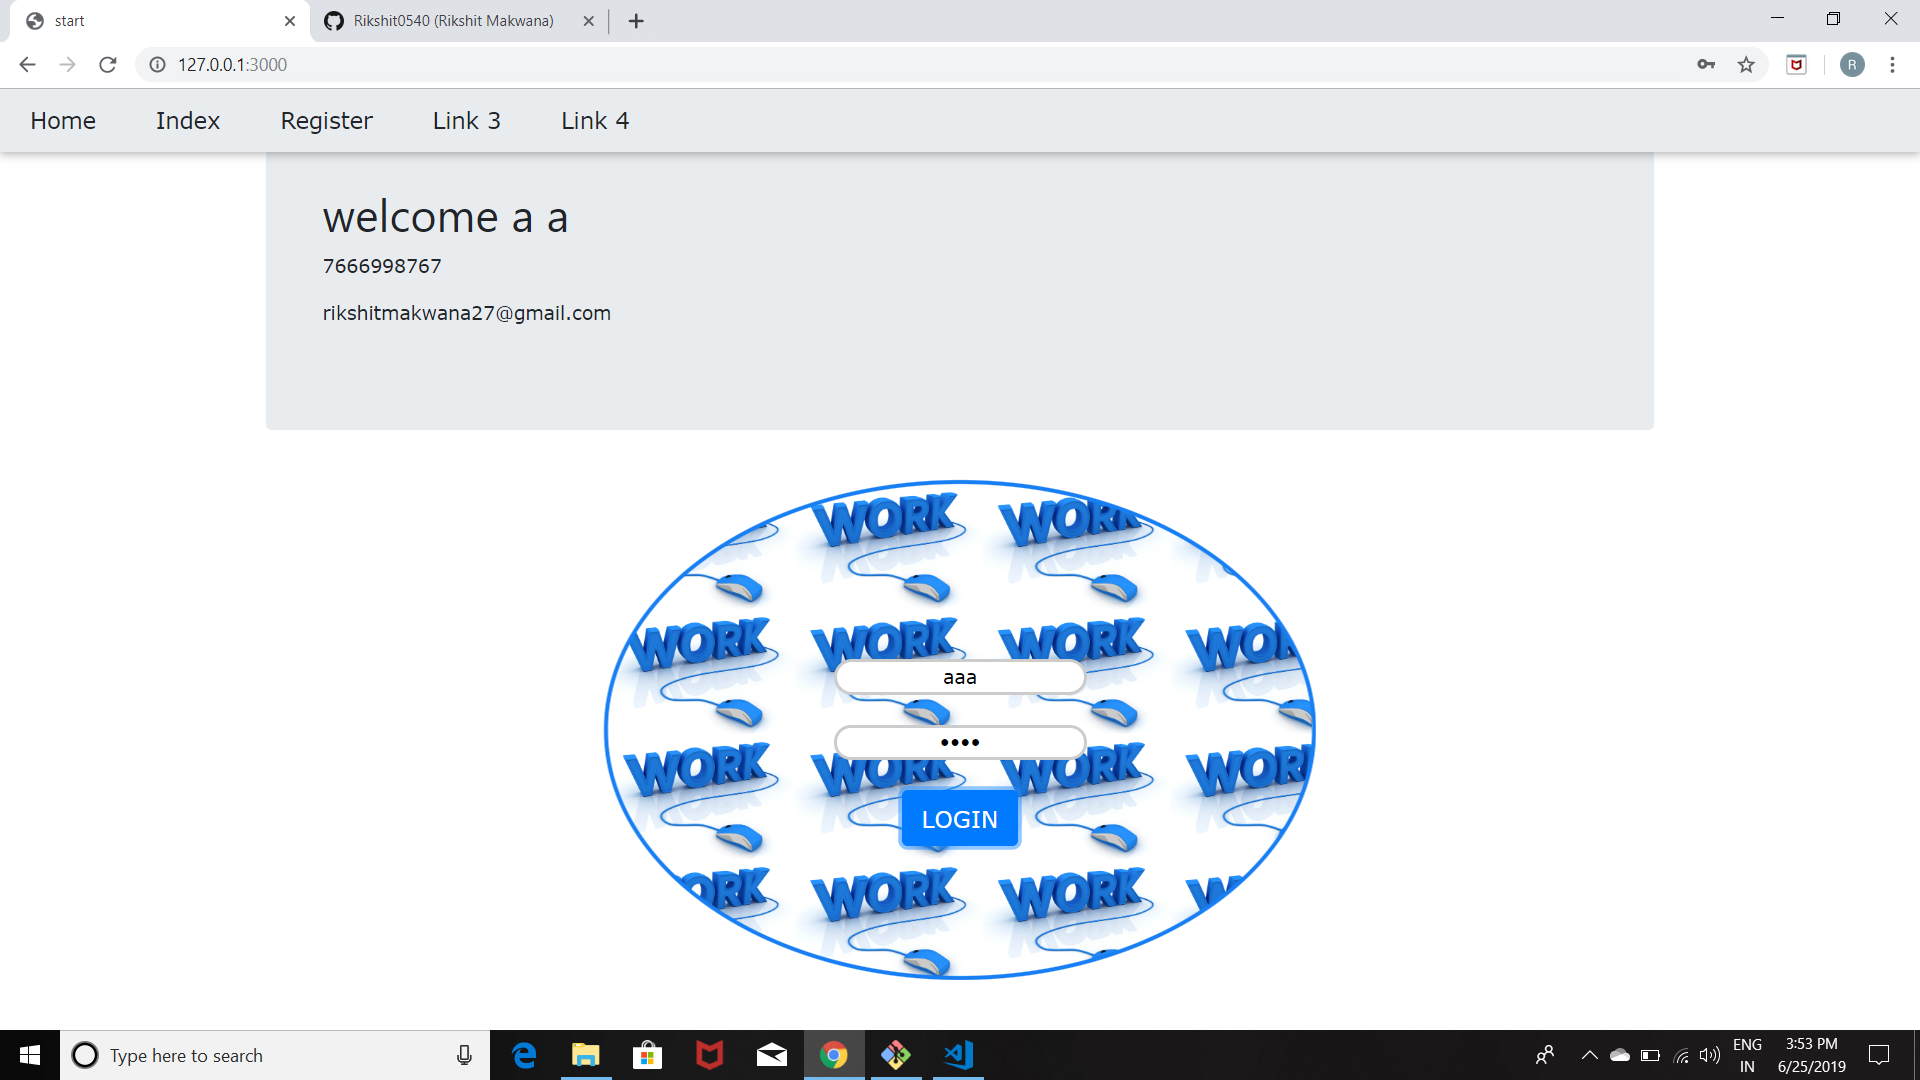 start
Rikshit0540 (Rikshit Makwana)
127.0.0.1:3000
R
Home Index Register Link 3 Link 4
welcome a a
7666998767
rikshitmakwana27@gmail.com
WORK WORK
WORK WORK WORK WORK
aaa
••••
WORK WORK WORK WORK
LOGIN
WORK WORK WORK W
Type here to search
ENG
IN
3:53 PM
6/25/2019